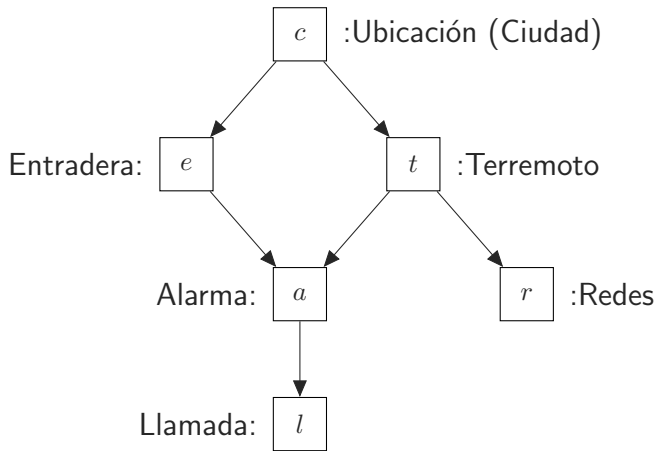 c :Ubicación (Ciudad)
Entradera: e t :Terremoto
Alarma: a r :Redes
Llamada: l